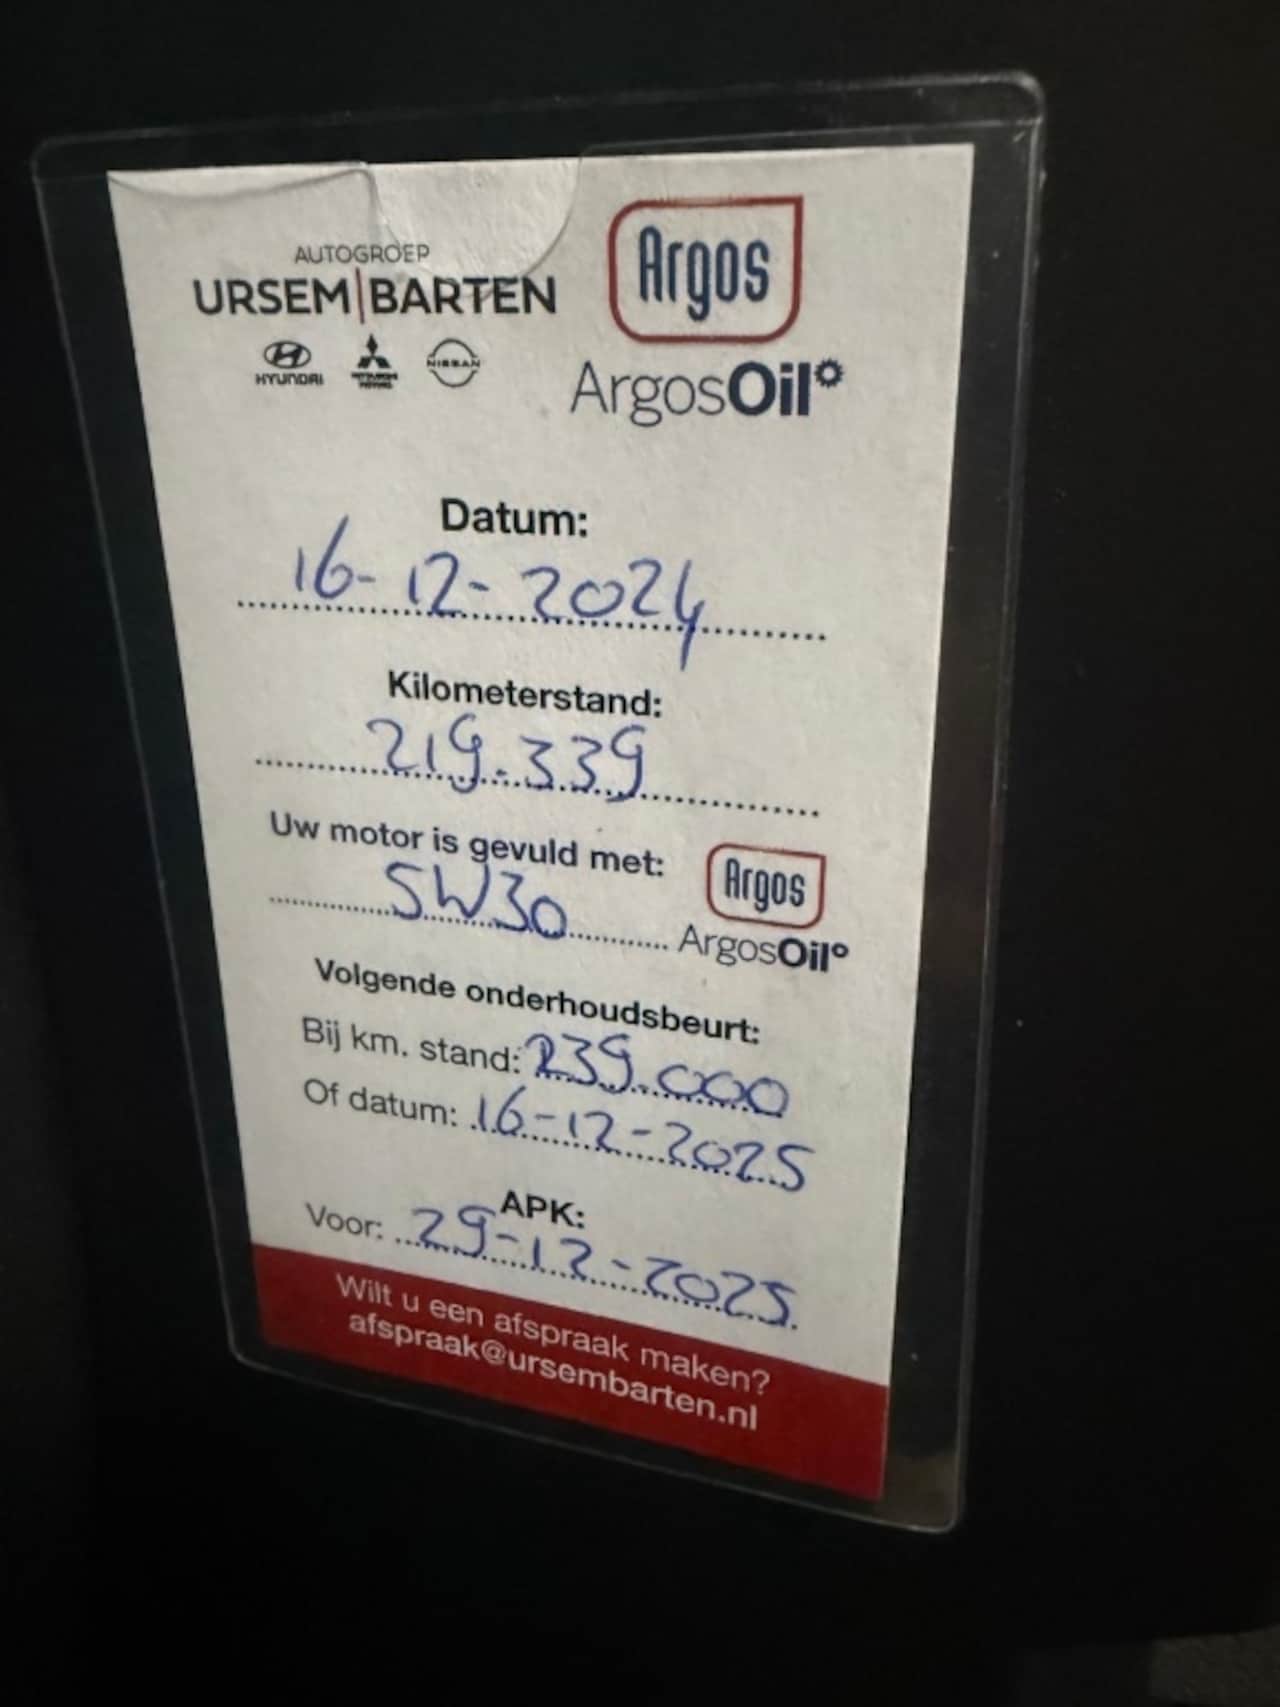 AUTOGROEP
URSEM|BARTEN
HYUNDAI NISSAN
Argos
ArgosOil
Datum:
16-12-2024
Kilometerstand:
219.339
Uw motor is gevuld met:
5W30
Argos
ArgosOil
Volgende onderhoudsbeurt:
Bij km. stand: 239.000
Of datum: 16-12-2025
APK:
Voor: 29-12-2025.
Wilt u een afspraak maken?
afspraak@ursembarten.nl